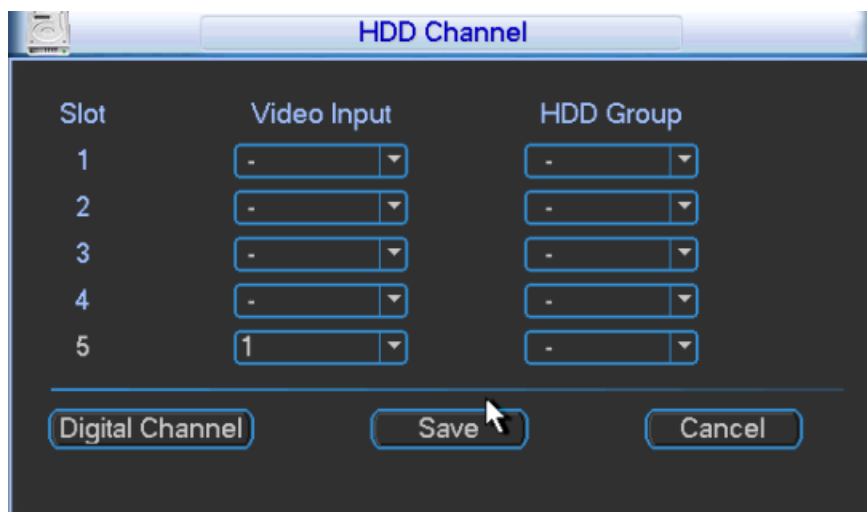 HDD Channel
Slot Video Input HDD Group
1 - -
2 - -
3 - -
4 - -
5 1 -
Digital Channel Save Cancel